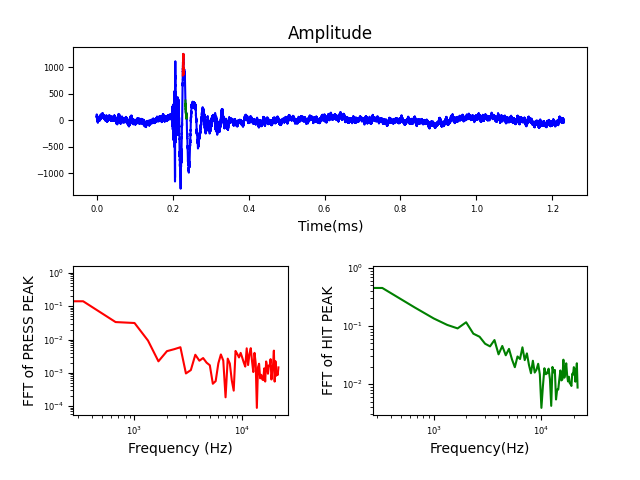 Amplitude
1000
500
0
−500
−1000
0.0 0.2 0.4 0.6 0.8 1.0 1.2
Time(ms)
FFT of PRESS PEAK
10⁰
10⁻¹
10⁻²
10⁻³
10⁻⁴
10³ 10⁴
Frequency (Hz)
FFT of HIT PEAK
10⁰
10⁻¹
10⁻²
10³ 10⁴
Frequency(Hz)